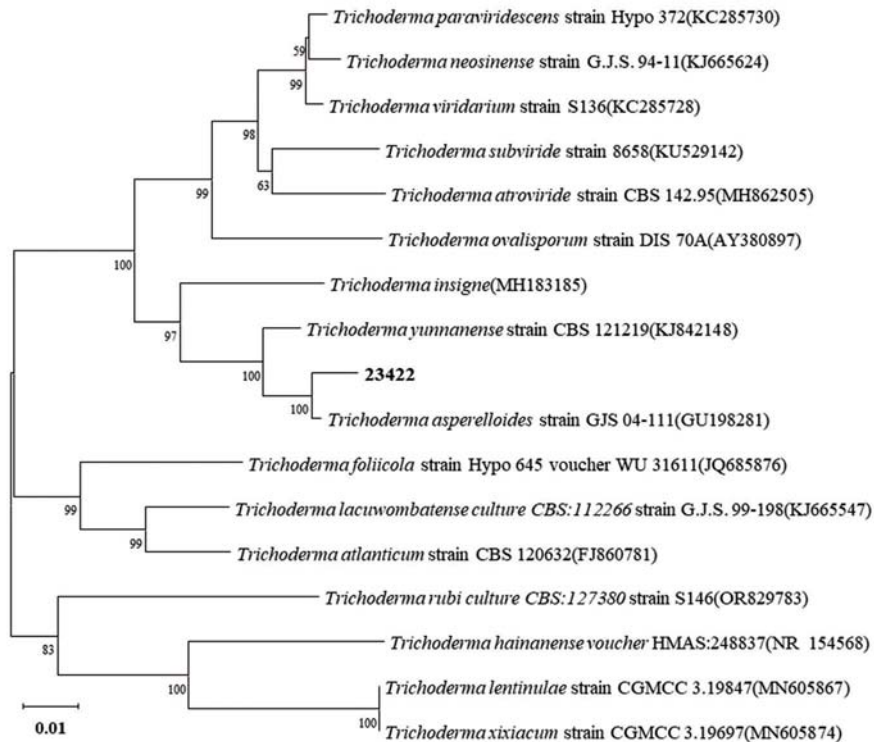 Trichoderma paraviridescens strain Hypo 372(KC285730)
59
Trichoderma neosinense strain G.J.S. 94-11(KJ665624)
99
Trichoderma viridarium strain S136(KC285728)
98
Trichoderma subviride strain 8658(KU529142)
63
99
Trichoderma atroviride strain CBS 142.95(MH862505)
Trichoderma ovalisporum strain DIS 70A(AY380897)
100
Trichoderma insigne(MH183185)
97
Trichoderma yunnanense strain CBS 121219(KJ842148)
100
23422
100
Trichoderma asperelloides strain GJS 04-111(GU198281)
Trichoderma foliicola strain Hypo 645 voucher WU 31611(JQ685876)
99
Trichoderma lacuwombatense culture CBS:112266 strain G.J.S. 99-198(KJ665547)
99
Trichoderma atlanticum strain CBS 120632(FJ860781)
Trichoderma rubi culture CBS:127380 strain S146(OR829783)
83
Trichoderma hainanense voucher HMAS:248837(NR 154568)
100
Trichoderma lentinulae strain CGMCC 3.19847(MN605867)
0.01
100
Trichoderma xixiacum strain CGMCC 3.19697(MN605874)